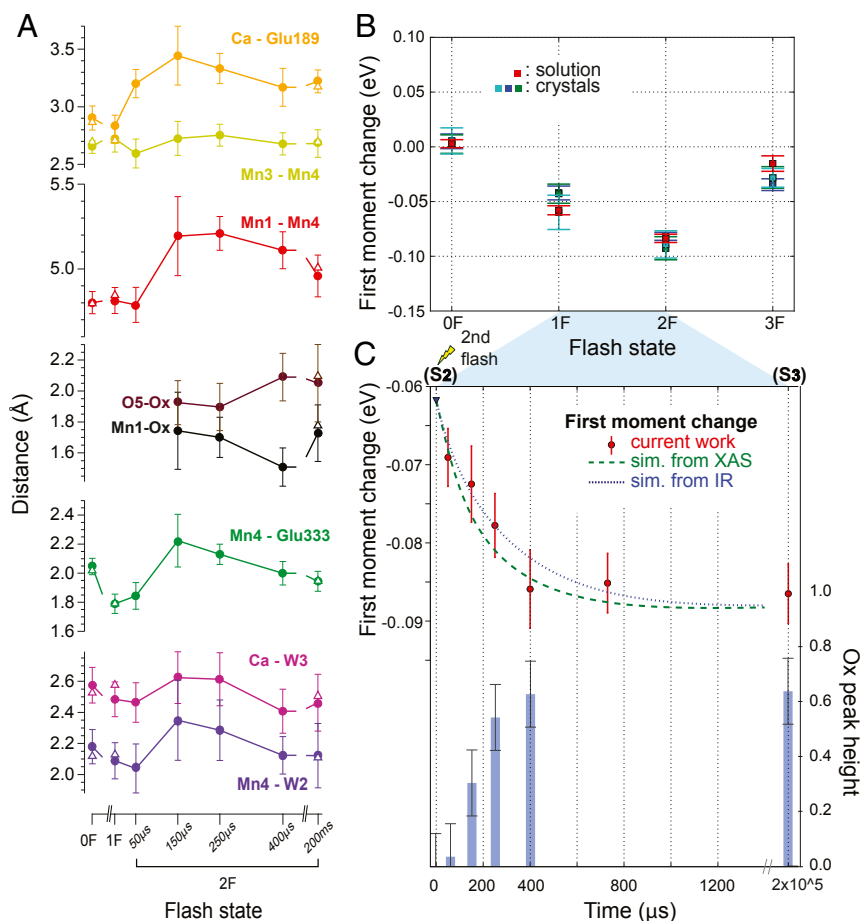 A
Ca - Glu189
3.5
3.0
2.5
Mn3 - Mn4
5.5
Mn1 - Mn4
5.0
2.2
2.0
O5-Ox
1.8
Mn1-Ox
1.6
Distance (Å)
2.4
Mn4 - Glu333
2.2
2.0
1.8
1.6
Ca - W3
2.6
2.4
2.2
2.0
Mn4 - W2
0F
1F
50μs
150μs
250μs
400μs
200ms
2F
Flash state
B
0.10
: solution
: crystals
0.05
0.00
-0.05
-0.10
-0.15
First moment change (eV)
0F
1F
2F
3F
Flash state
2nd
flash
C
(S2)
(S3)
-0.06
First moment change
current work
sim. from XAS
sim. from IR
-0.07
-0.08
-0..09
First moment change (eV)
1.0
0.8
0.6
0.4
0.2
0.0
Ox peak height
0
200
400
800
1200
2x10^5
Time (μs)